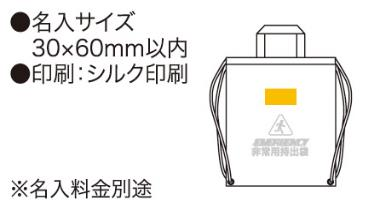 ●名入サイズ
30×60mm以内
●印刷：シルク印刷
EMERGENCY
非常用持出袋
※名入料金別途